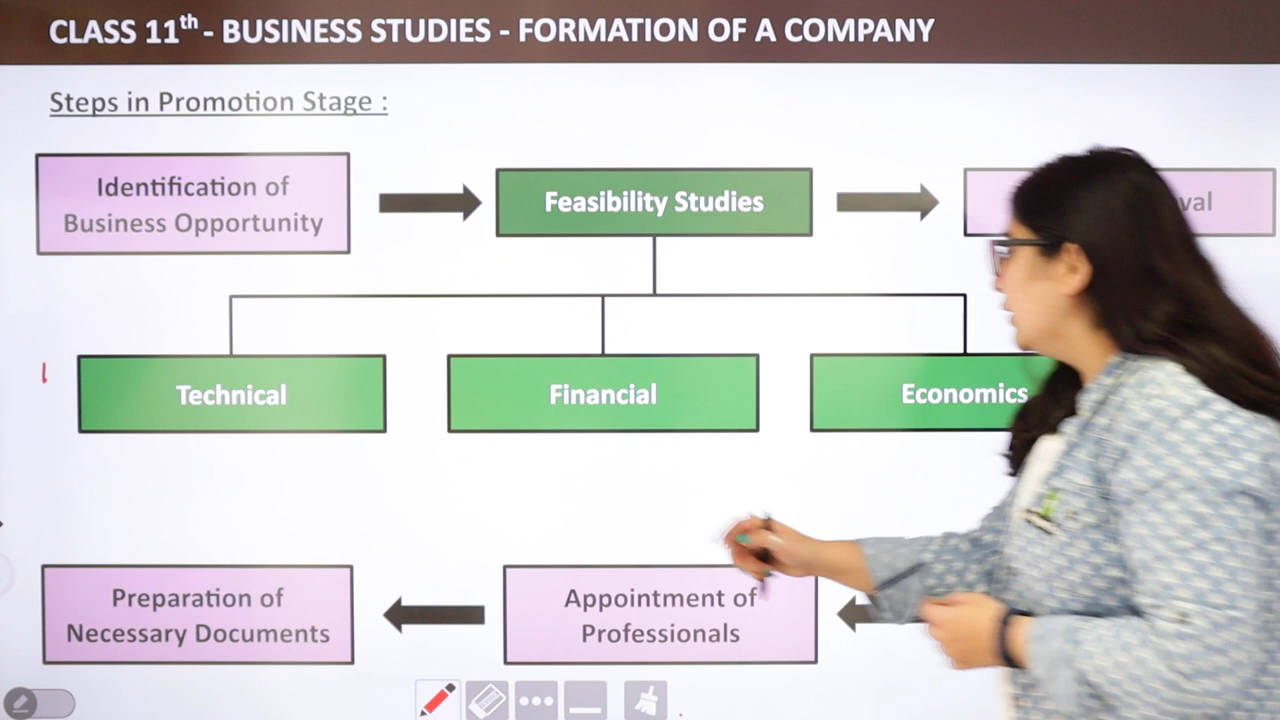 CLASS 11th - BUSINESS STUDIES - FORMATION OF A COMPANY
Steps in Promotion Stage :
Identification of
Business Opportunity
Feasibility Studies
Technical
Financial
Economics
Preparation of
Necessary Documents
Appointment of
Professionals